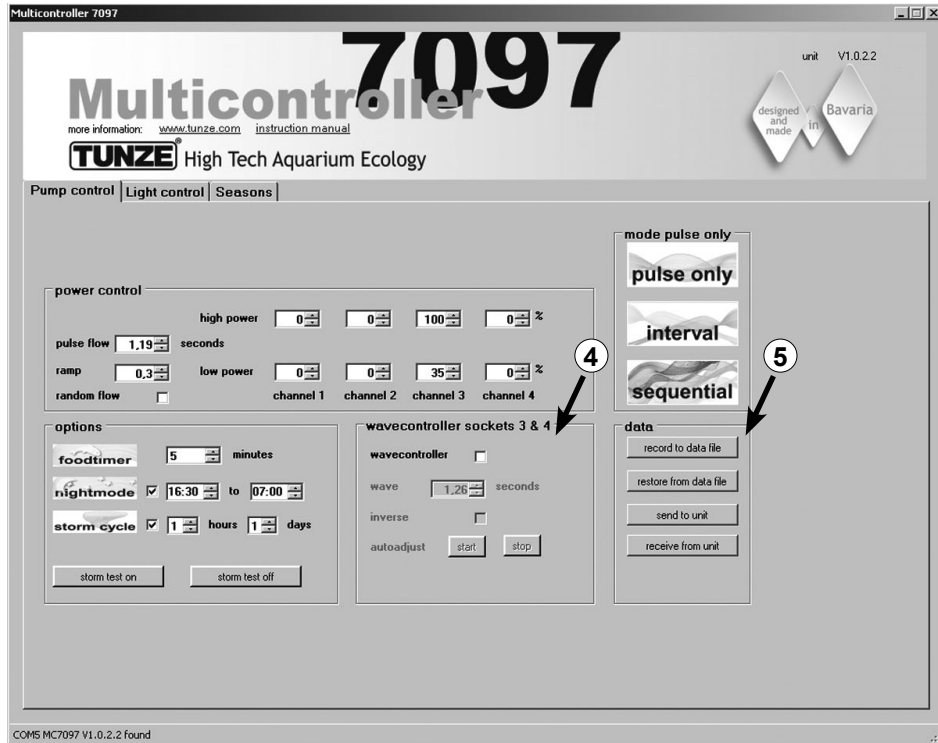 Multicontroller 7097
7097
unit V1.0.2.2
Multicontroller
more information: www.tunze.com instruction manual
TUNZE® High Tech Aquarium Ecology
designed and made
in
Bavaria
Pump control Light control Seasons
mode pulse only
pulse only
interval
sequential
power control
high power 0 0 100 0 %
pulse flow 1,19 seconds
ramp 0,3 low power 0 0 35 0 %
random flow channel 1 channel 2 channel 3 channel 4
4
5
options
foodtimer 5 minutes
nightmode 16:30 to 07:00
storm cycle 1 hours 1 days
storm test on storm test off
wavecontroller sockets 3 & 4
wavecontroller
wave 1,26 seconds
inverse
autoadjust start stop
data
record to data file
restore from data file
send to unit
receive from unit
COM5 MC7097 V1.0.2.2 found